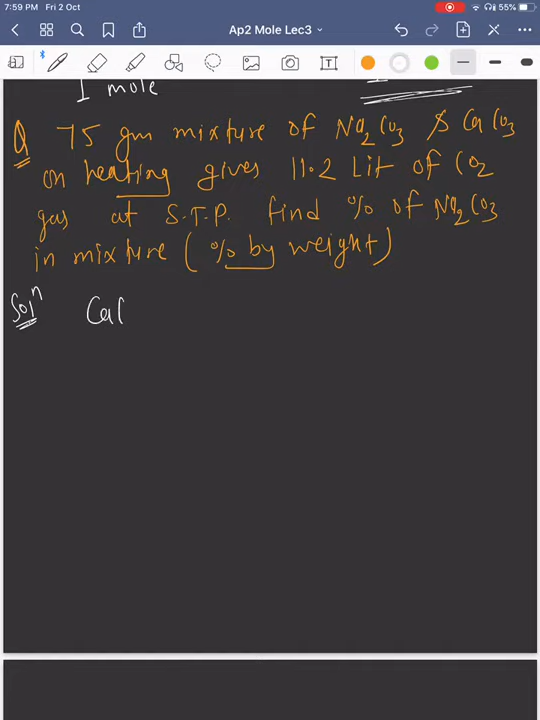 7:59 PM Fri 2 Oct
55%
Ap2 Mole Lec3
1 mole
Q 75 gm mixture of Na2CO3 & CaCO3
on heating gives 11.2 Lit of CO2
gas at S.T.P. find % of Na2CO3
in mixture (% by weight)
Solⁿ CaC